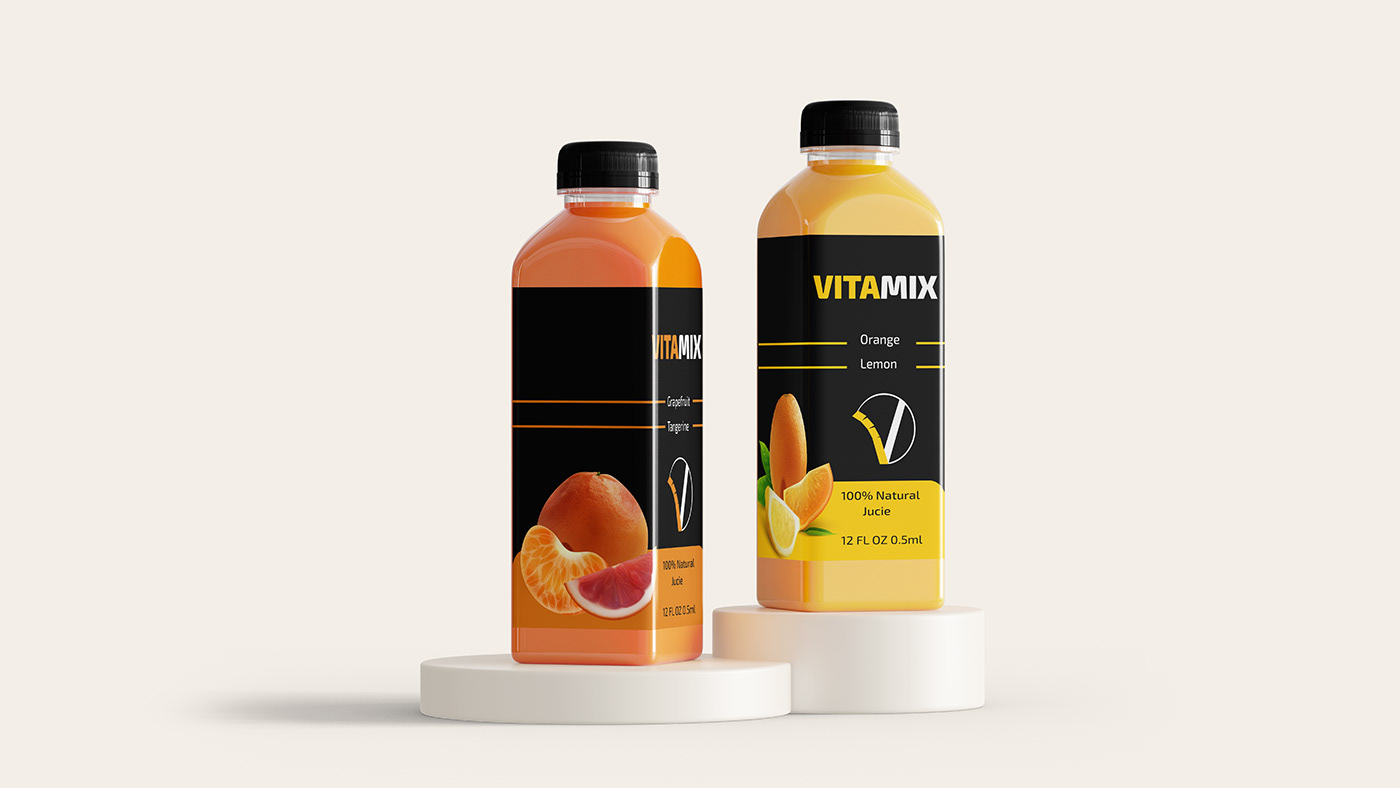 VITAMIX
Grapefruit
Tangerine
100% Natural
Jucie
12 FL OZ 0.5ml
VITAMIX
Orange
Lemon
100% Natural
Jucie
12 FL OZ 0.5ml